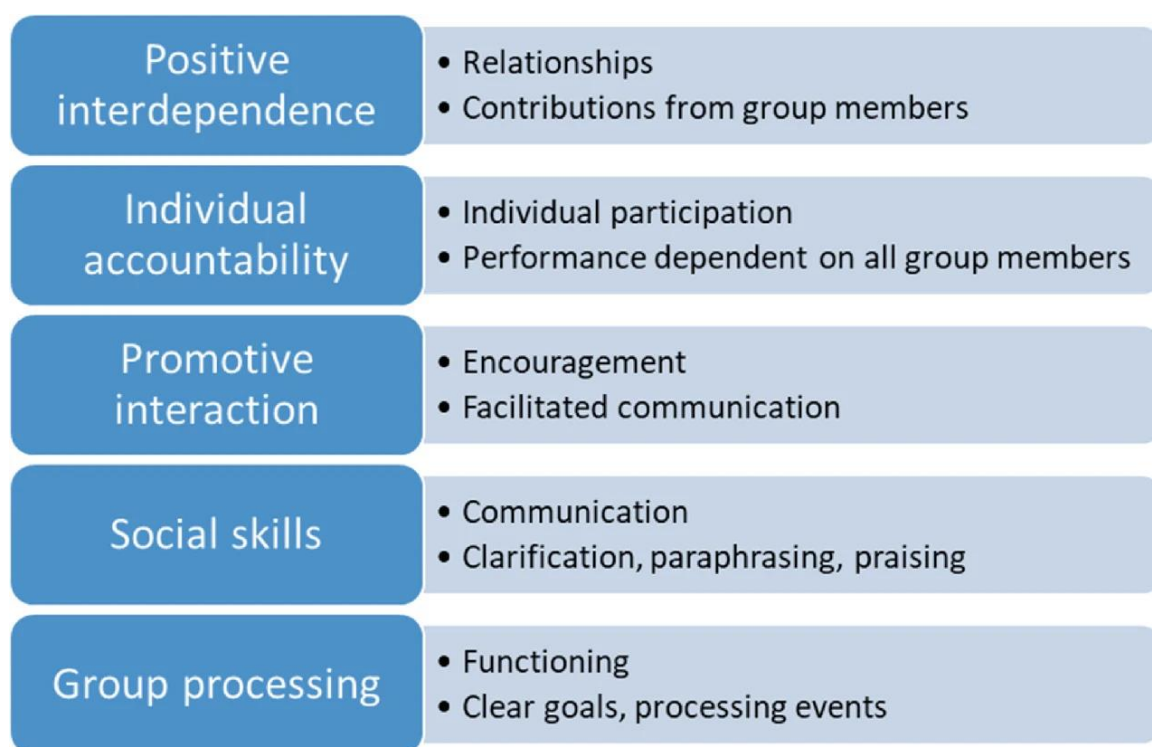 Positive
interdependence
• Relationships
• Contributions from group members
Individual
accountability
• Individual participation
• Performance dependent on all group members
Promotive
interaction
• Encouragement
• Facilitated communication
Social skills
• Communication
• Clarification, paraphrasing, praising
Group processing
• Functioning
• Clear goals, processing events